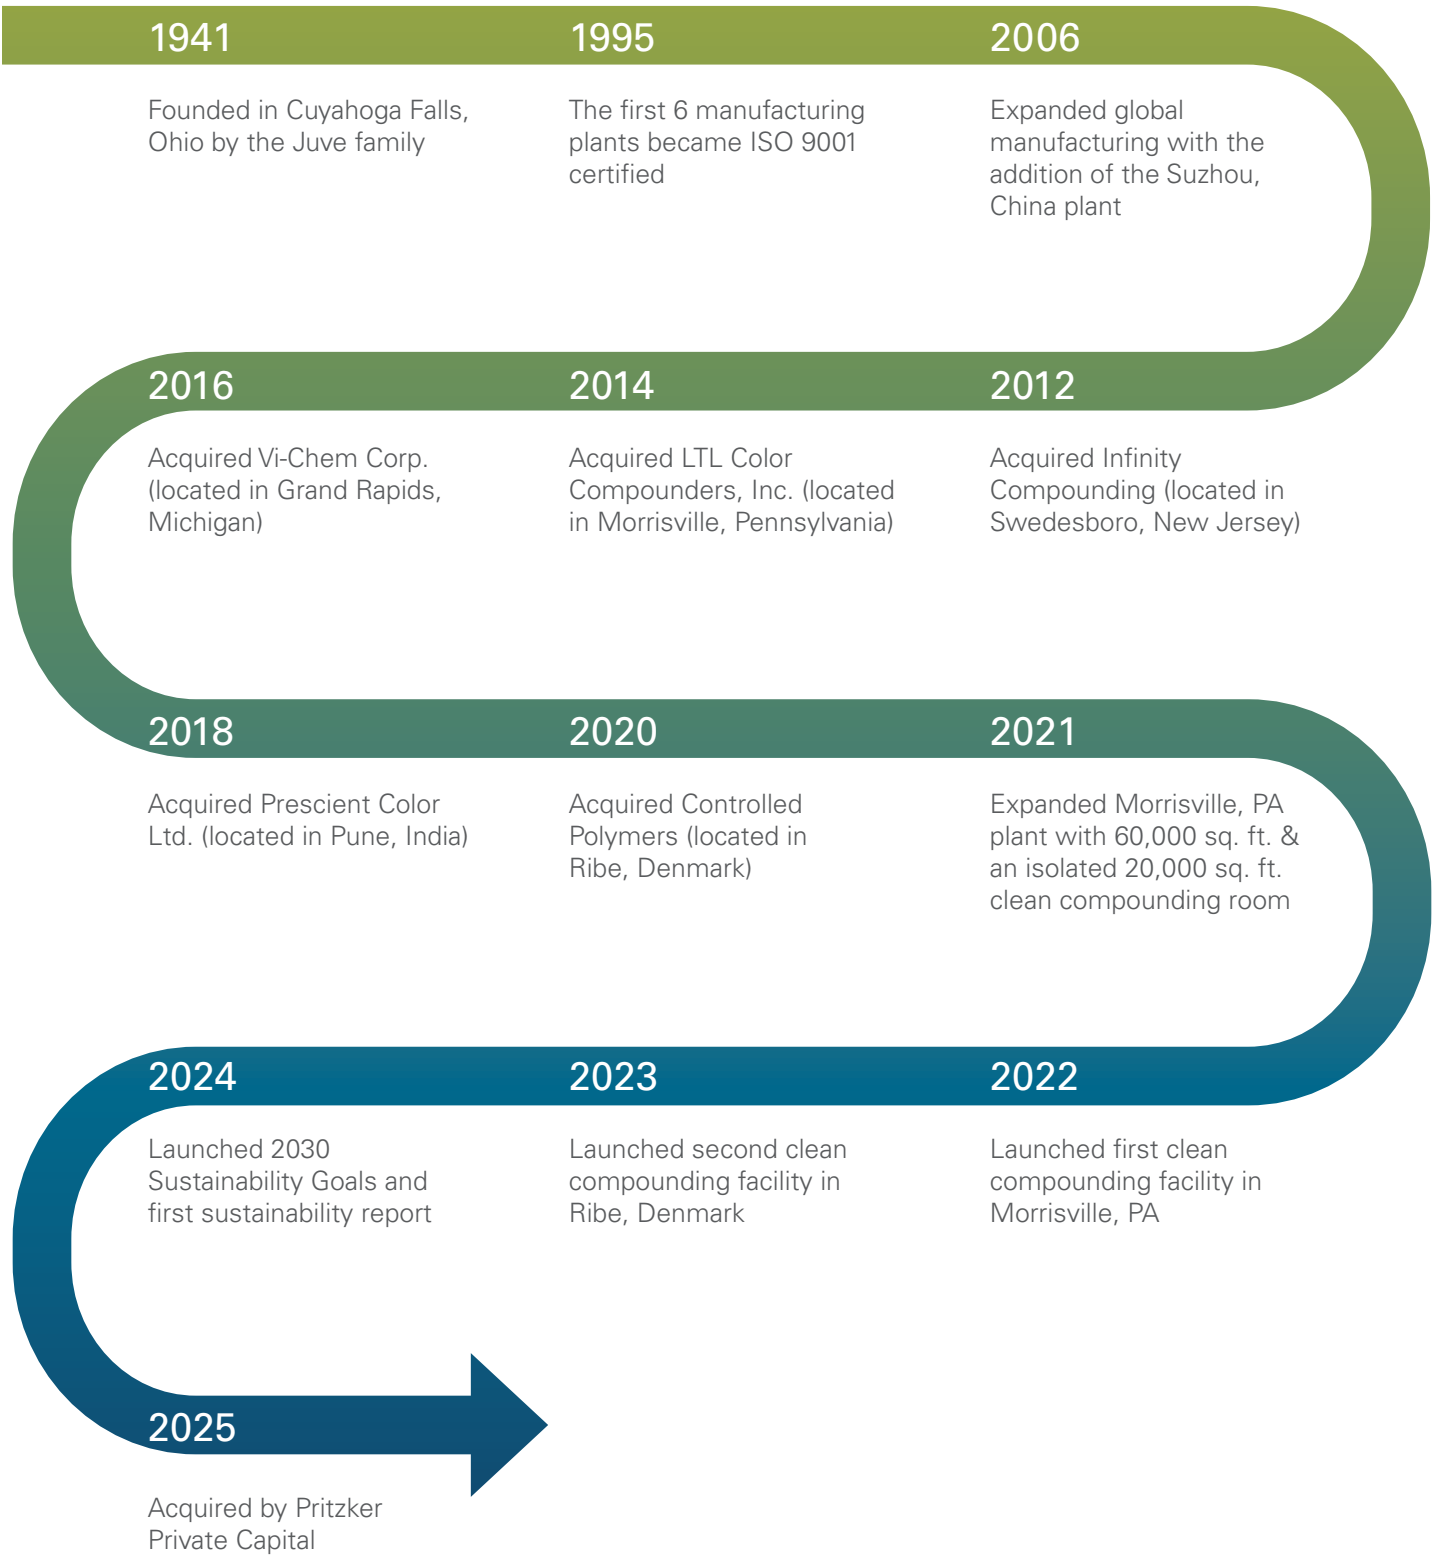 1941
Founded in Cuyahoga Falls,
Ohio by the Juve family
1995
The first 6 manufacturing
plants became ISO 9001
certified
2006
Expanded global
manufacturing with the
addition of the Suzhou,
China plant
2012
Acquired Infinity
Compounding (located in
Swedesboro, New Jersey)
2014
Acquired LTL Color
Compounders, Inc. (located
in Morrisville, Pennsylvania)
2016
Acquired Vi-Chem Corp.
(located in Grand Rapids,
Michigan)
2018
Acquired Prescient Color
Ltd. (located in Pune, India)
2020
Acquired Controlled
Polymers (located in
Ribe, Denmark)
2021
Expanded Morrisville, PA
plant with 60,000 sq. ft. &
an isolated 20,000 sq. ft.
clean compounding room
2022
Launched first clean
compounding facility in
Morrisville, PA
2023
Launched second clean
compounding facility in
Ribe, Denmark
2024
Launched 2030
Sustainability Goals and
first sustainability report
2025
Acquired by Pritzker
Private Capital